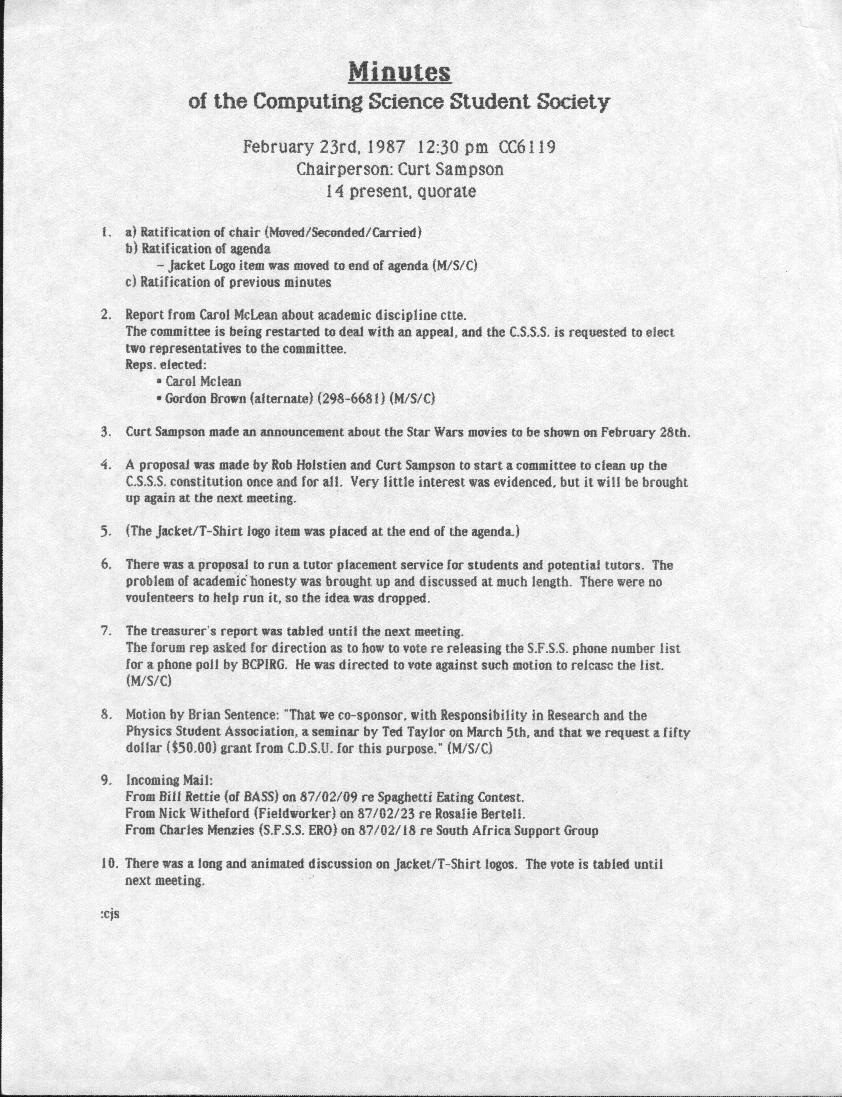 Minutes
of the Computing Science Student Society
February 23rd, 1987 12:30 pm CC6119
Chairperson: Curt Sampson
14 present, quorate
1. a) Ratification of chair (Moved/Seconded/Carried)
b) Ratification of agenda
– Jacket Logo item was moved to end of agenda (M/S/C)
c) Ratification of previous minutes
2. Report from Carol McLean about academic discipline ctte.
The committee is being restarted to deal with an appeal, and the C.S.S.S. is requested to elect
two representatives to the committee.
Reps. elected:
• Carol Mclean
• Gordon Brown (alternate) (298-6681) (M/S/C)
3. Curt Sampson made an announcement about the Star Wars movies to be shown on February 28th.
4. A proposal was made by Rob Holstien and Curt Sampson to start a committee to clean up the
C.S.S.S. constitution once and for all. Very little interest was evidenced, but it will be brought
up again at the next meeting.
5. (The Jacket/T-Shirt logo item was placed at the end of the agenda.)
6. There was a proposal to run a tutor placement service for students and potential tutors. The
problem of academic honesty was brought up and discussed at much length. There were no
voulenteers to help run it, so the idea was dropped.
7. The treasurer's report was tabled until the next meeting.
The forum rep asked for direction as to how to vote re releasing the S.F.S.S. phone number list
for a phone poll by BCPIRG. He was directed to vote against such motion to release the list.
(M/S/C)
8. Motion by Brian Sentence: "That we co-sponsor, with Responsibility in Research and the
Physics Student Association, a seminar by Ted Taylor on March 5th, and that we request a fifty
dollar ($50.00) grant from C.D.S.U. for this purpose." (M/S/C)
9. Incoming Mail:
From Bill Rettie (of BASS) on 87/02/09 re Spaghetti Eating Contest.
From Nick Witheford (Fieldworker) on 87/02/23 re Rosalie Bertell.
From Charles Menzies (S.F.S.S. ERO) on 87/02/18 re South Africa Support Group
10. There was a long and animated discussion on Jacket/T-Shirt logos. The vote is tabled until
next meeting.
:cjs